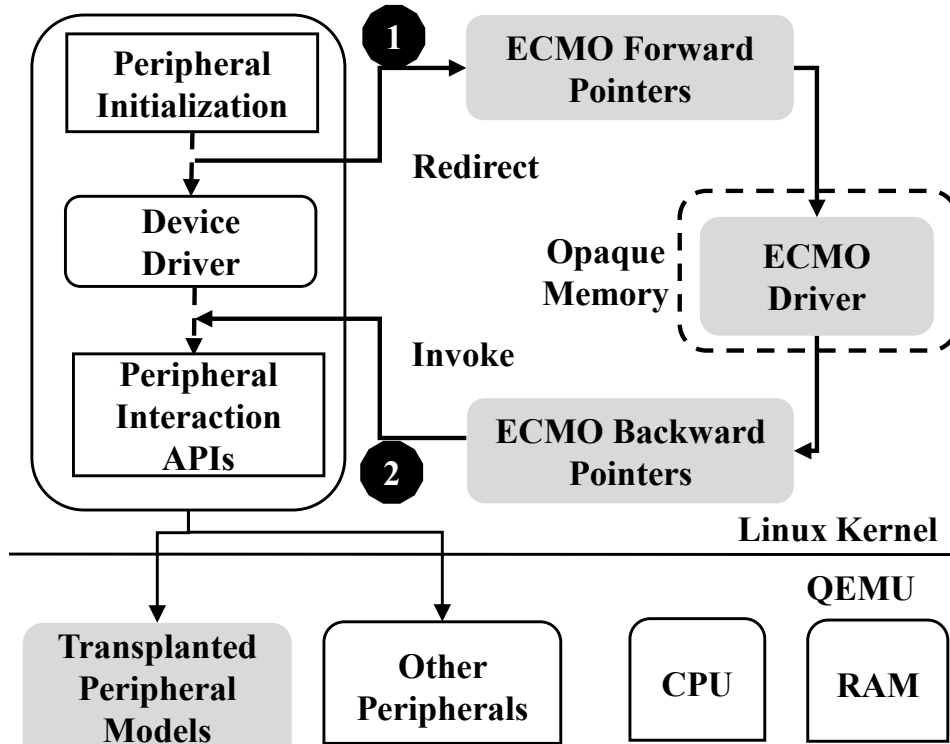 1
Peripheral
Initialization
ECMO Forward
Pointers
Redirect
Device
Driver
Opaque
Memory
ECMO
Driver
Invoke
Peripheral
Interaction
APIs
2
ECMO Backward
Pointers
Linux Kernel
QEMU
Transplanted
Peripheral
Models
Other
Peripherals
CPU
RAM